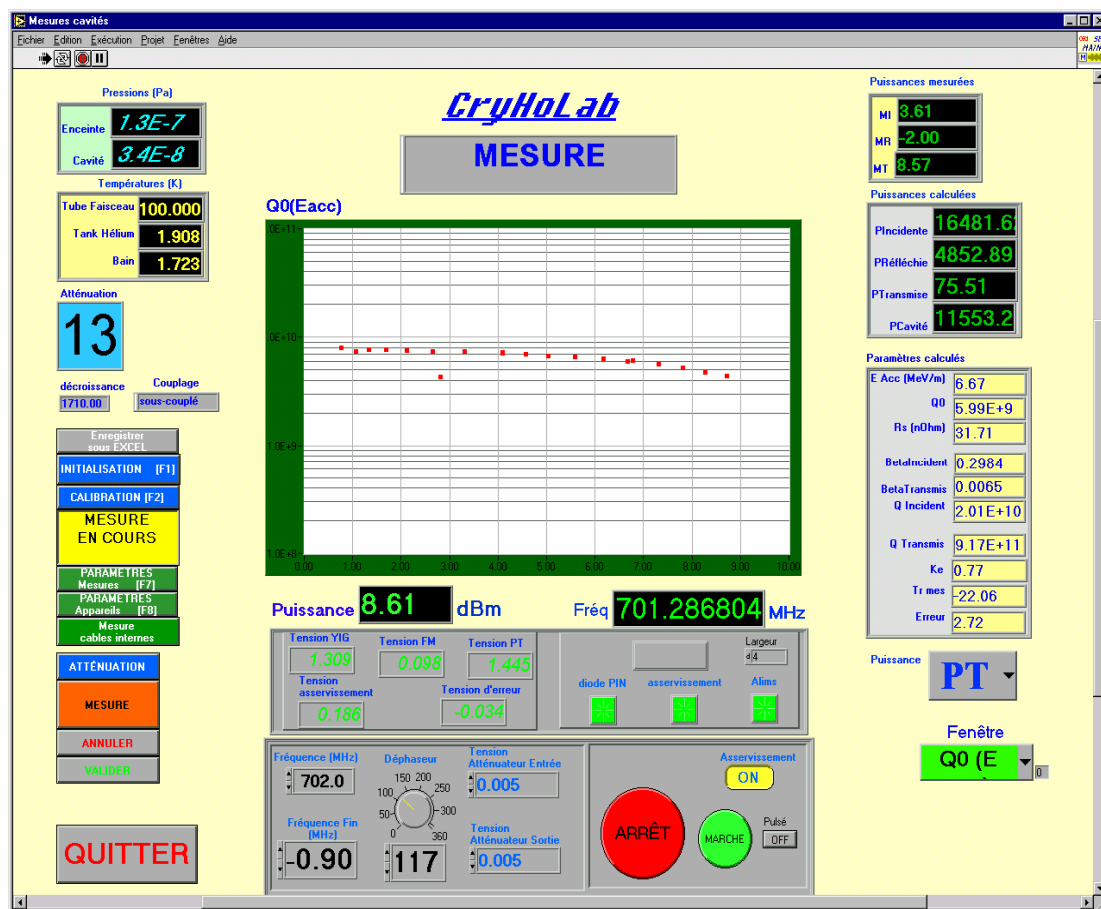 Mesures cavités
Fichier Edition Exécution Projet Fenêtres Aide
Pressions (Pa)
Enceinte 1.3E-7
Cavité 3.4E-8
Températures (K)
Tube Faisceau 100.000
Tank Hélium 1.908
Bain 1.723
Atténuation
13
décroissance Couplage
1710.00 sous-couplé
Enregistrer
sous EXCEL
INITIALISATION [F1]
CALIBRATION [F2]
MESURE
EN COURS
PARAMETRES
Mesures [F7]
PARAMETRES
Appareils [F8]
Mesure
cables internes
ATTÉNUATION
MESURE
ANNULER
VALIDER
QUITTER
CryHoLab
MESURE
Q0(Eacc)
.0E+11
.0E+10
1.0E+9
1.0E+8
0.00 1.00 2.00 3.00 4.00 5.00 6.00 7.00 8.00 9.00 10.00
Puissance 8.61 dBm Fréq 701.286804 MHz
Tension YIG Tension FM Tension PT
1.309 0.098 1.445
Tension
asservissement Tension d'erreur
0.186 -0.034
Largeur
4
diode PIN asservissement Alims
Fréquence (MHz) Déphaseur Tension
Atténuateur Entrée
702.0 0.005
0 50 100 150 200 250 300 360
Fréquence Fin
(MHz)
Tension
Atténuateur Sortie
-0.90 117 0.005
Asservissement
ON
ARRÊT MARCHE
Pulsé
OFF
Puissances mesurées
MI 3.61
MR -2.00
MT 8.57
Puissances calculées
PIncidente 16481.62
PRéfléchie 4852.89
PTransmise 75.51
PCavité 11553.2
Paramètres calculés
E Acc (MeV/m) 6.67
Q0 5.99E+9
Rs (nOhm) 31.71
BetaIncident 0.2984
BetaTransmis 0.0065
Q Incident 2.01E+10
Q Transmis 9.17E+11
Ke 0.77
Tr mes -22.06
Erreur 2.72
Puissance PT
Fenêtre
Q0 (E
0